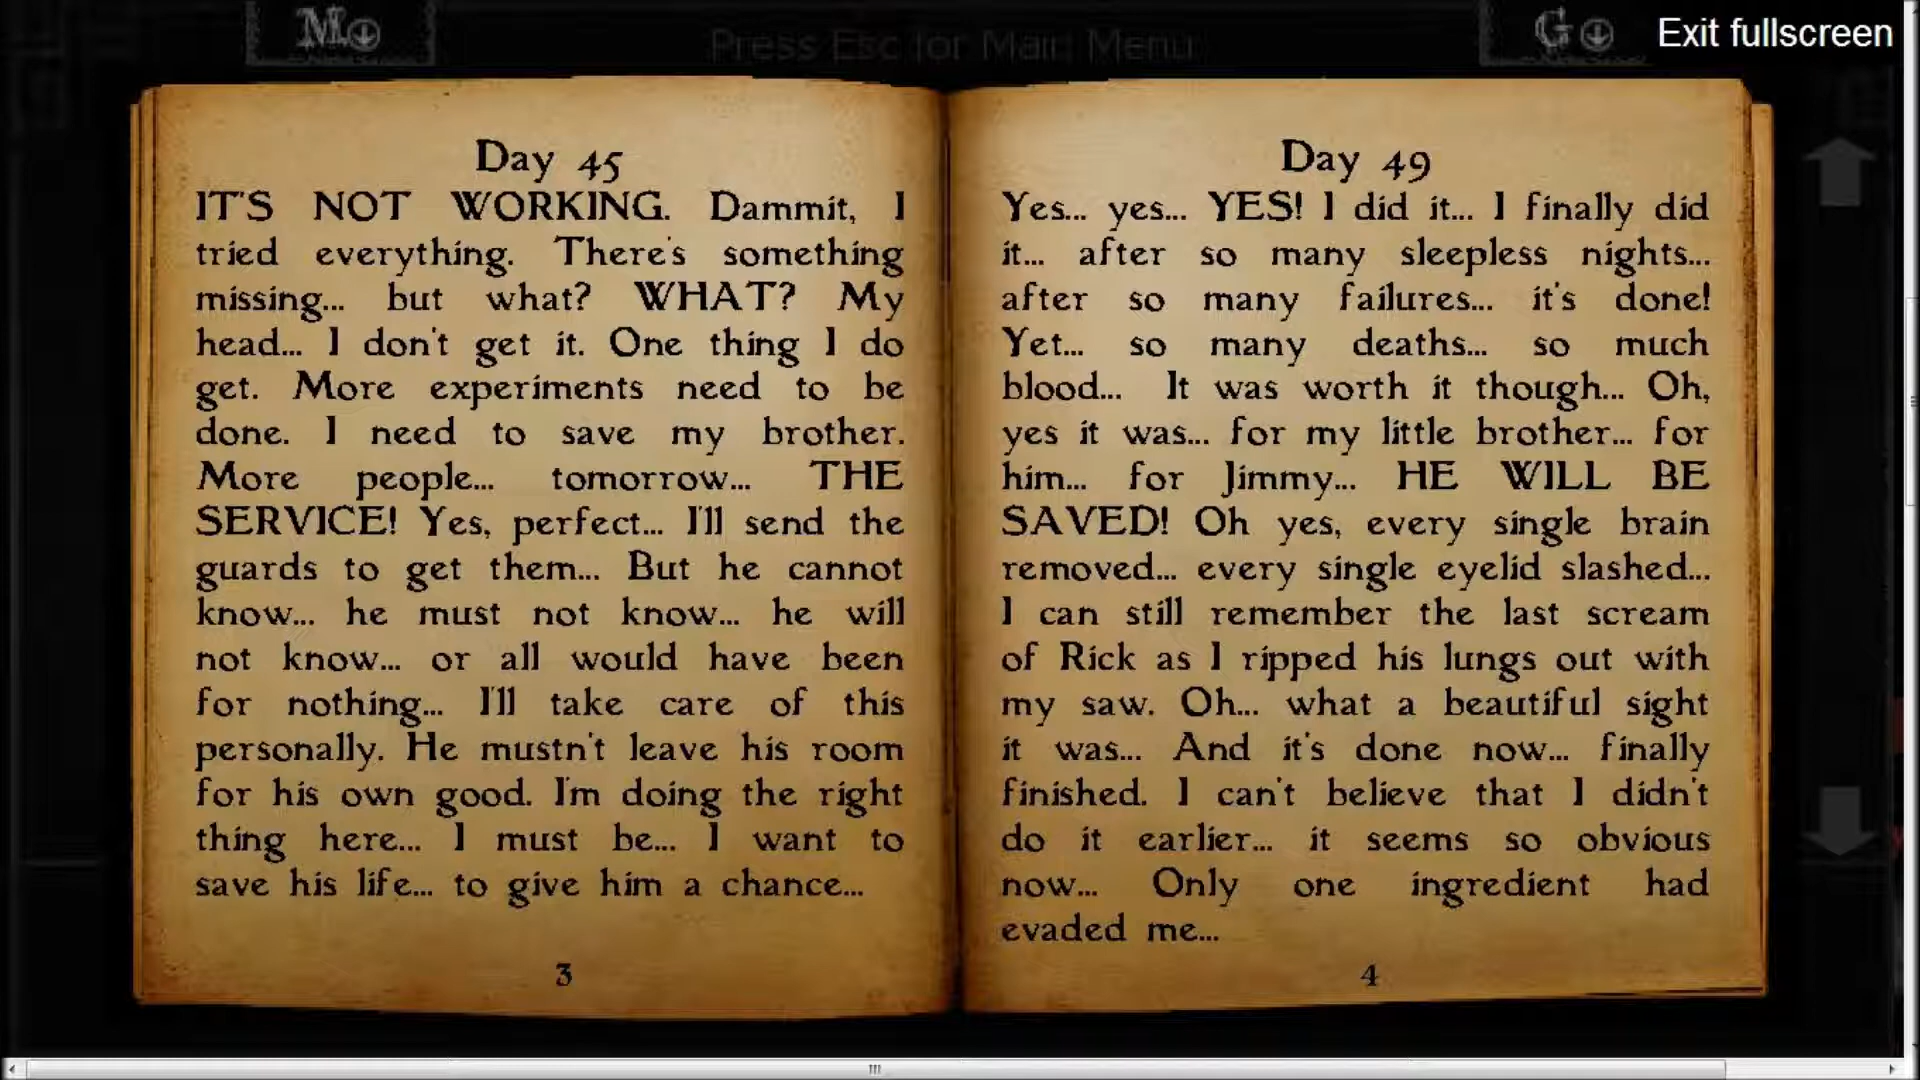 M
Press Esc for Main Menu
G
Exit fullscreen
Day 45
IT'S NOT WORKING. Dammit, I
tried everything. There's something
missing... but what? WHAT? My
head... I don't get it. One thing I do
get. More experiments need to be
done. I need to save my brother.
More people... tomorrow... THE
SERVICE! Yes, perfect... I'll send the
guards to get them... But he cannot
know... he must not know... he will
not know... or all would have been
for nothing... I'll take care of this
personally. He mustn't leave his room
for his own good. I'm doing the right
thing here... I must be... I want to
save his life... to give him a chance...
3
Day 49
Yes... yes... YES! I did it... I finally did
it... after so many sleepless nights...
after so many failures... it's done!
Yet... so many deaths... so much
blood... It was worth it though... Oh,
yes it was... for my little brother... for
him... for Jimmy... HE WILL BE
SAVED! Oh yes, every single brain
removed... every single eyelid slashed...
I can still remember the last scream
of Rick as I ripped his lungs out with
my saw. Oh... what a beautiful sight
it was... And it's done now... finally
finished. I can't believe that I didn't
do it earlier... it seems so obvious
now... Only one ingredient had
evaded me...
4